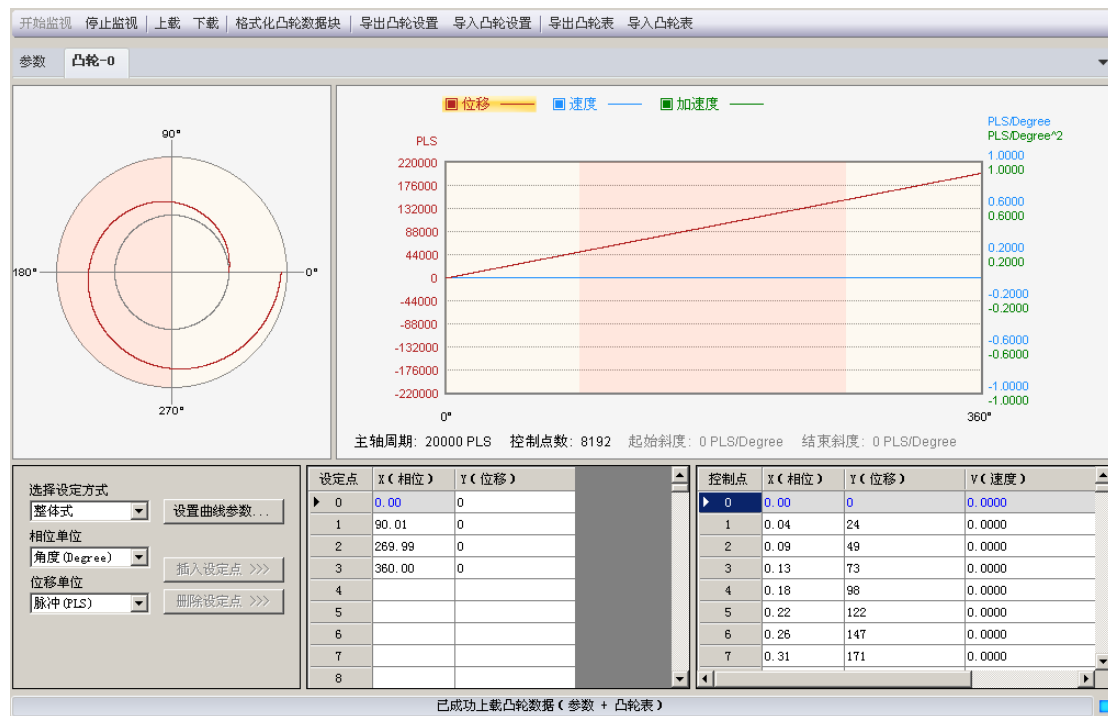 开始监视 停止监视 上载 下载 格式化凸轮数据块 导出凸轮设置 导入凸轮设置 导出凸轮表 导入凸轮表
参数 凸轮-0
90°
180°
0°
270°
位移 速度 加速度
PLS
PLS/Degree
PLS/Degree^2
220000 1.0000
1.0000
176000
132000 0.6000
0.6000
88000
44000 0.2000
0.2000
0
-44000 -0.2000
-0.2000
-88000
-132000 -0.6000
-0.6000
-176000
-220000 -1.0000
-1.0000
0° 360°
主轴周期: 20000 PLS 控制点数: 8192 起始斜度: 0 PLS/Degree 结束斜度: 0 PLS/Degree
选择设定方式
整体式 设置曲线参数...
相位单位
角度(Degree) 插入设定点 >>>
位移单位
脉冲(PLS) 删除设定点 >>>
设定点 X(相位) Y(位移)
0 0.00 0
1 90.01 0
2 269.99 0
3 360.00 0
4
5
6
7
8
控制点 X(相位) Y(位移) V(速度)
0 0.00 0 0.0000
1 0.04 24 0.0000
2 0.09 49 0.0000
3 0.13 73 0.0000
4 0.18 98 0.0000
5 0.22 122 0.0000
6 0.26 147 0.0000
7 0.31 171 0.0000
已成功上载凸轮数据(参数 + 凸轮表)